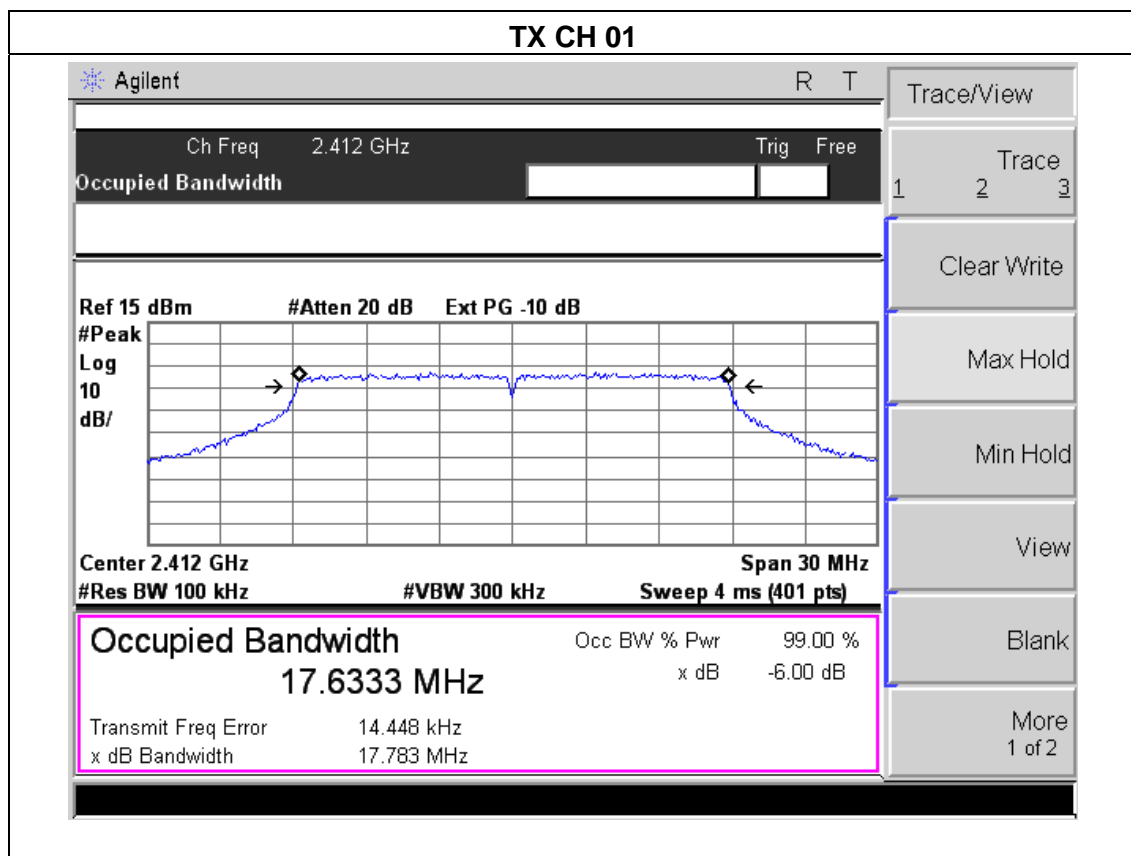 TX CH 01
Agilent R T
Trace/View
Ch Freq 2.412 GHz Trig Free
Occupied Bandwidth
Trace
1 2 3
Clear Write
Ref 15 dBm #Atten 20 dB Ext PG -10 dB
#Peak
Log
10
dB/
Max Hold
Min Hold
View
Center 2.412 GHz Span 30 MHz
#Res BW 100 kHz #VBW 300 kHz Sweep 4 ms (401 pts)
Occupied Bandwidth Occ BW % Pwr 99.00 %
17.6333 MHz x dB -6.00 dB
Blank
Transmit Freq Error 14.448 kHz
x dB Bandwidth 17.783 MHz
More
1 of 2